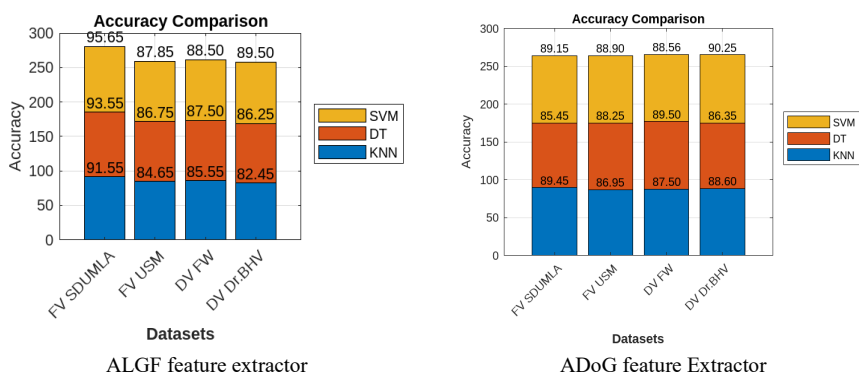 Accuracy Comparison
300
250
200
150
100
50
0
Accuracy
95.65 87.85 88.50 89.50
93.55 86.75 87.50 86.25
91.55 84.65 85.55 82.45
FV SDUMLA
FV USM
DV FW
DV Dr.BHV
Datasets
SVM
DT
KNN
ALGF feature extractor
Accuracy Comparison
300
250
200
150
100
50
0
Accuracy
89.15 88.90 88.56 90.25
85.45 88.25 89.50 86.35
89.45 86.95 87.50 88.60
FV SDUMLA
FV USM
DV FW
DV Dr.BHV
Datasets
SVM
DT
KNN
ADoG feature Extractor